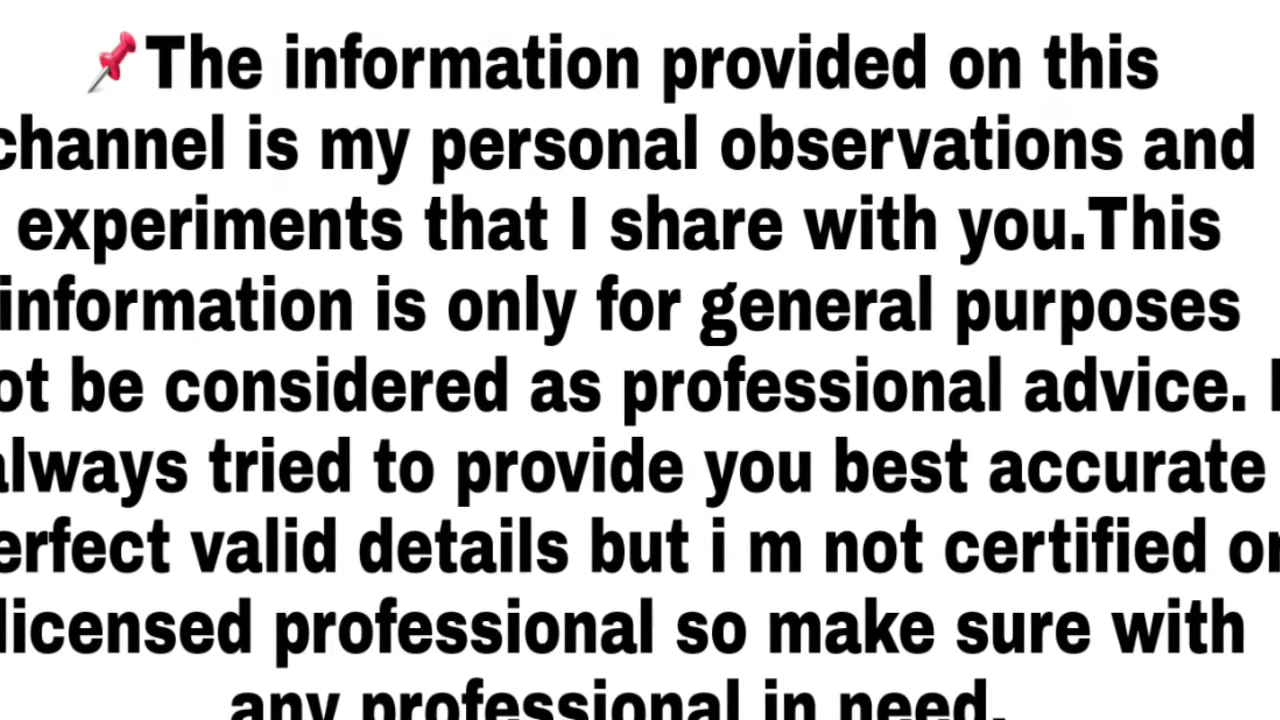 📌The information provided on this
channel is my personal observations and
experiments that I share with you.This
information is only for general purposes
ot be considered as professional advice. I
always tried to provide you best accurate
erfect valid details but i m not certified or
licensed professional so make sure with
any professional in need.